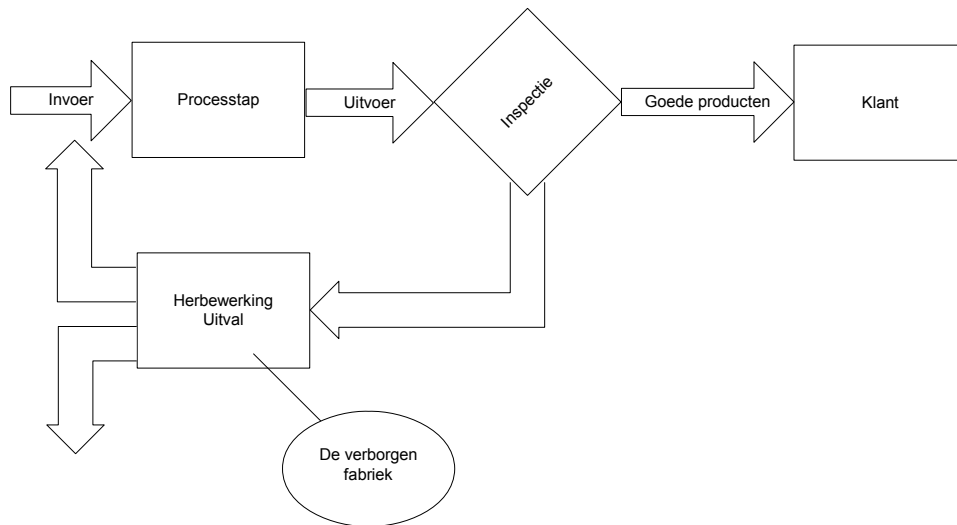 Invoer
Processtap
Uitvoer
Inspectie
Goede producten
Klant
Herbewerking
Uitval
De verborgen
fabriek